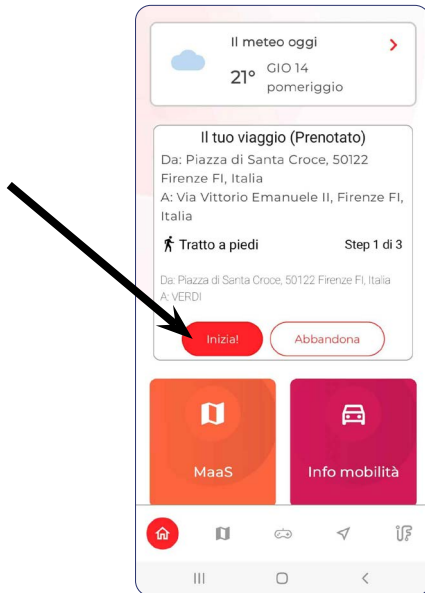 Il meteo oggi
21° GIO 14
pomeriggio
Il tuo viaggio (Prenotato)
Da: Piazza di Santa Croce, 50122
Firenze FI, Italia
A: Via Vittorio Emanuele II, Firenze FI,
Italia
Tratto a piedi Step 1 di 3
Da: Piazza di Santa Croce, 50122 Firenze FI, Italia
A: VERDI
Inizia! Abbandona
MaaS Info mobilità
iF